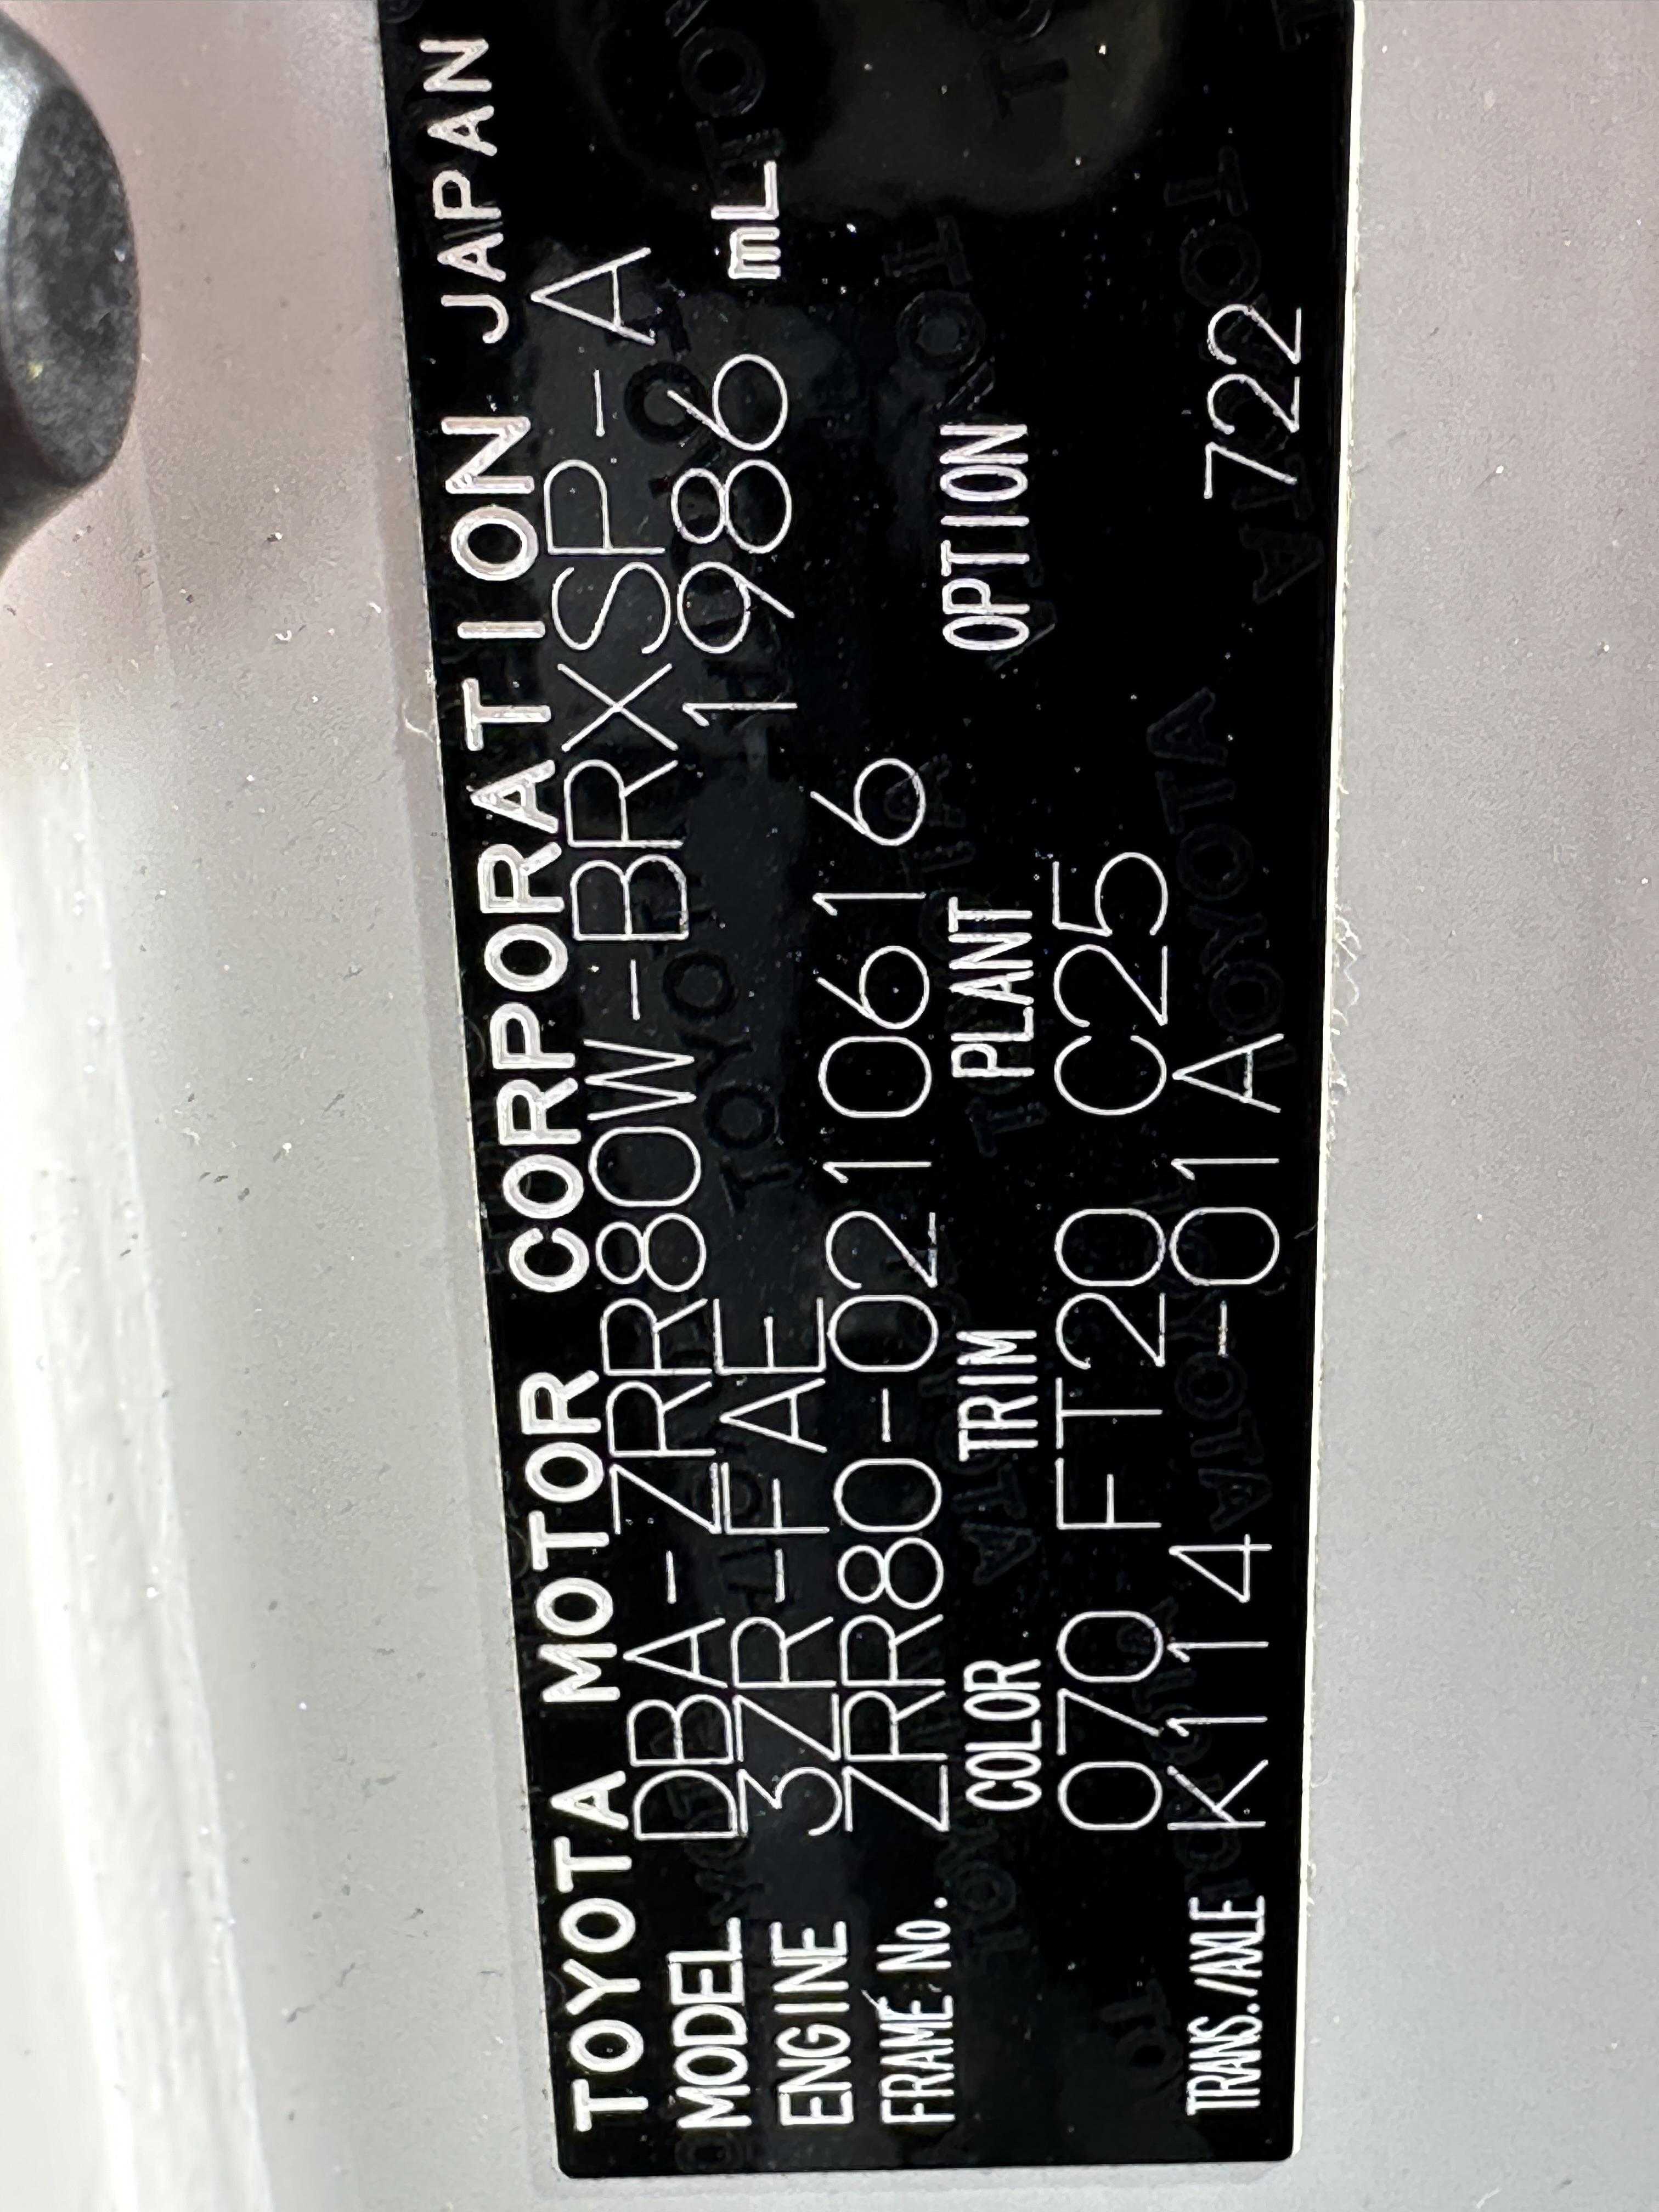 TOYOTA MOTOR CORPORATION JAPAN
MODEL DBA-ZRR80W-BRXSP-A
ENGINE 3ZR-FAE 1986 mL
FRAME No. ZRR80-0210616
COLOR TRIM PLANT OPTION
070 FT20 C25
TRANS./AXLE K114-01A 722